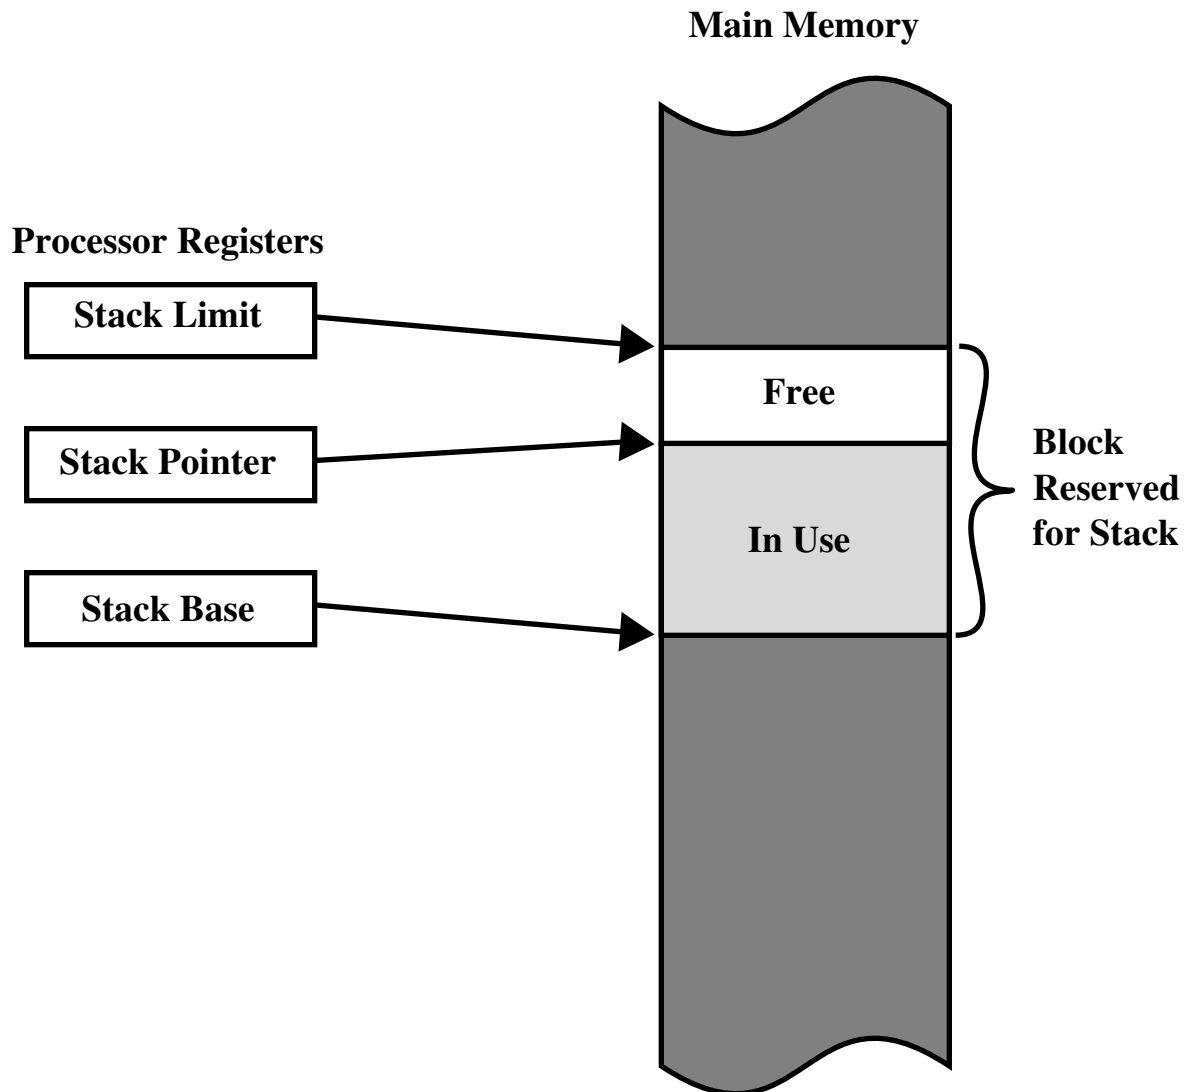 Main Memory
Processor Registers
Stack Limit
Free
Stack Pointer
Block
Reserved
for Stack
In Use
Stack Base